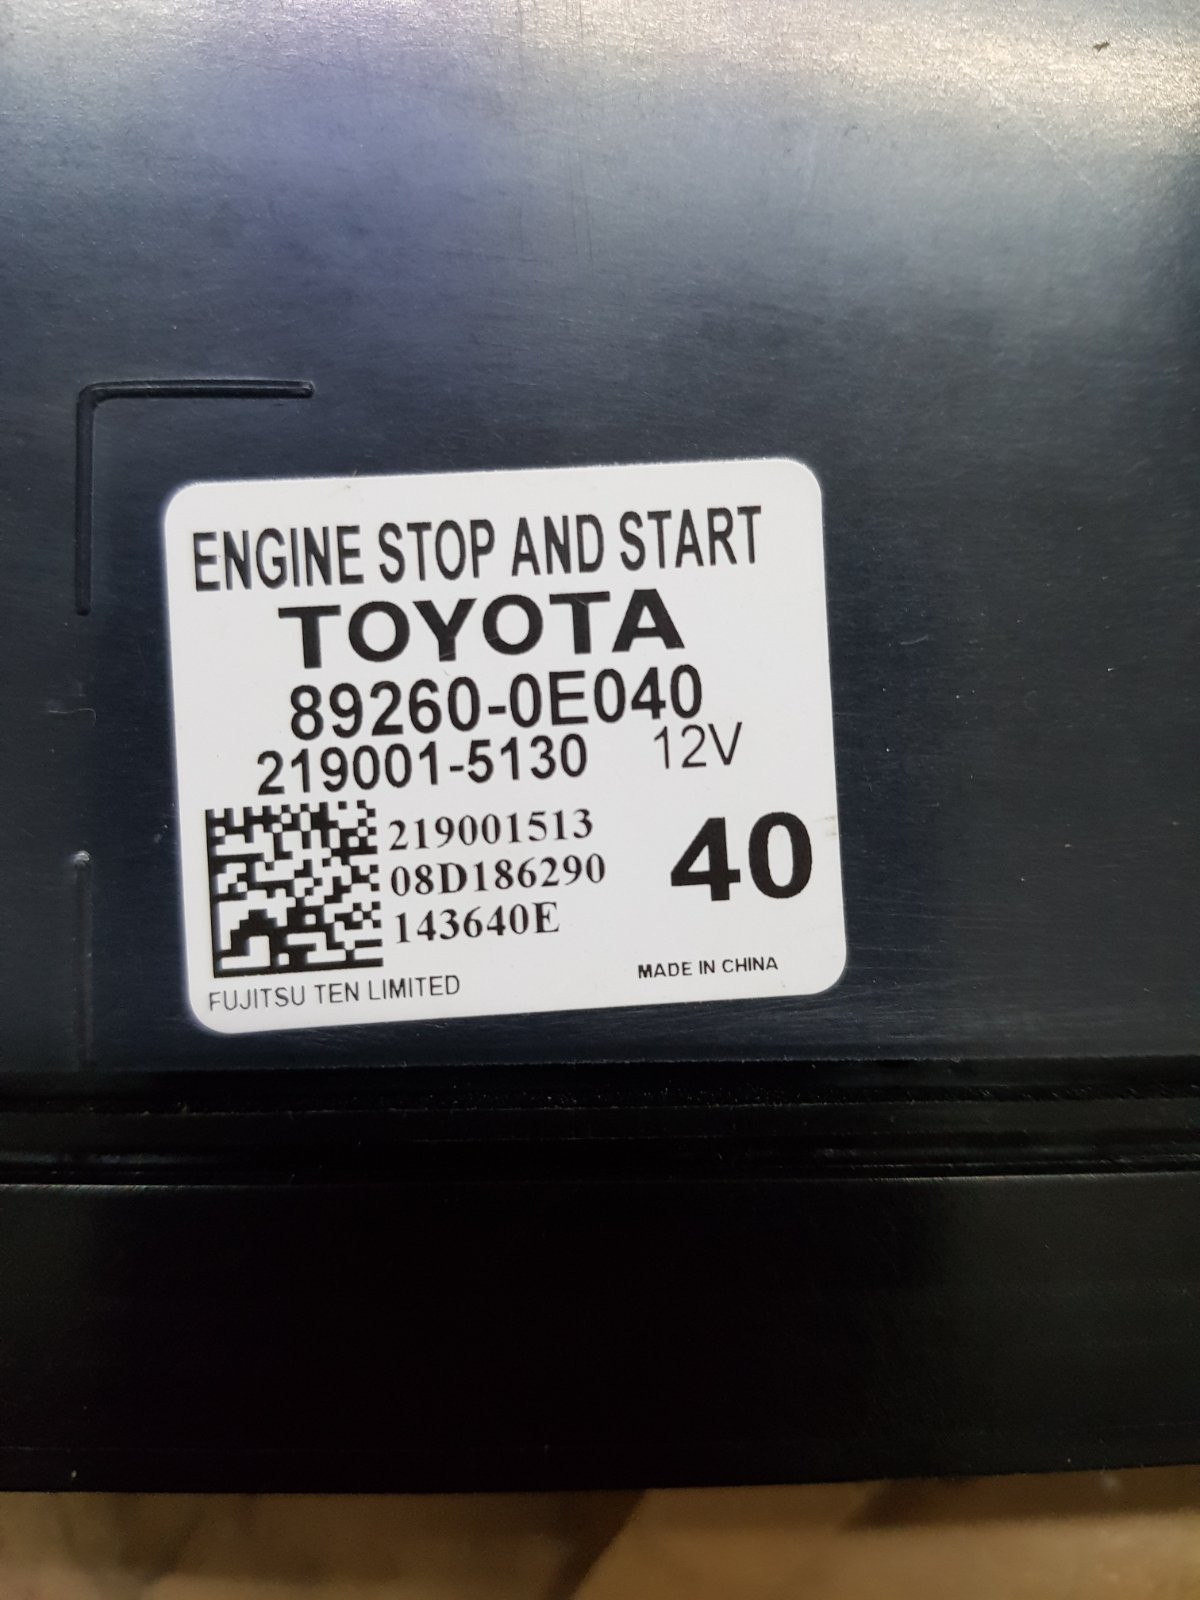 ENGINE STOP AND START
TOYOTA
89260-0E040
219001-5130 12V
219001513
08D186290
143640E
40
FUJITSU TEN LIMITED
MADE IN CHINA